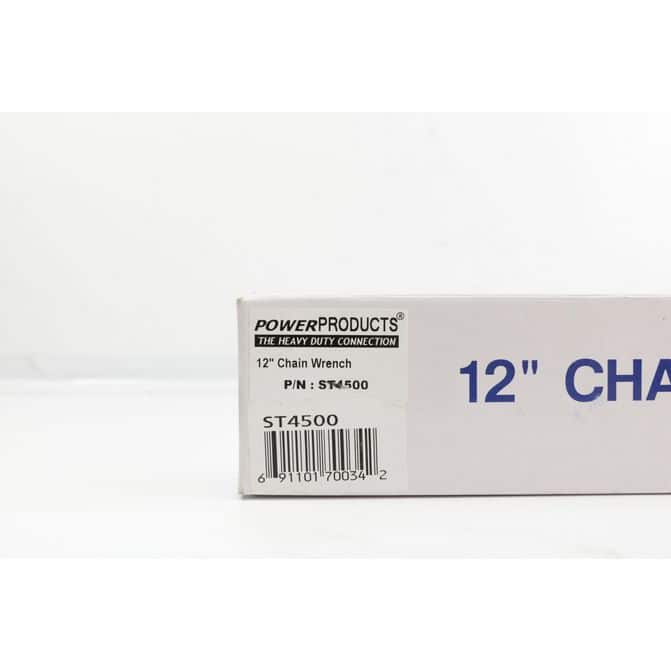 POWERPRODUCTS®
THE HEAVY DUTY CONNECTION
12" Chain Wrench
P/N : ST4500
ST4500
6 91101 70034 2
12" CHA